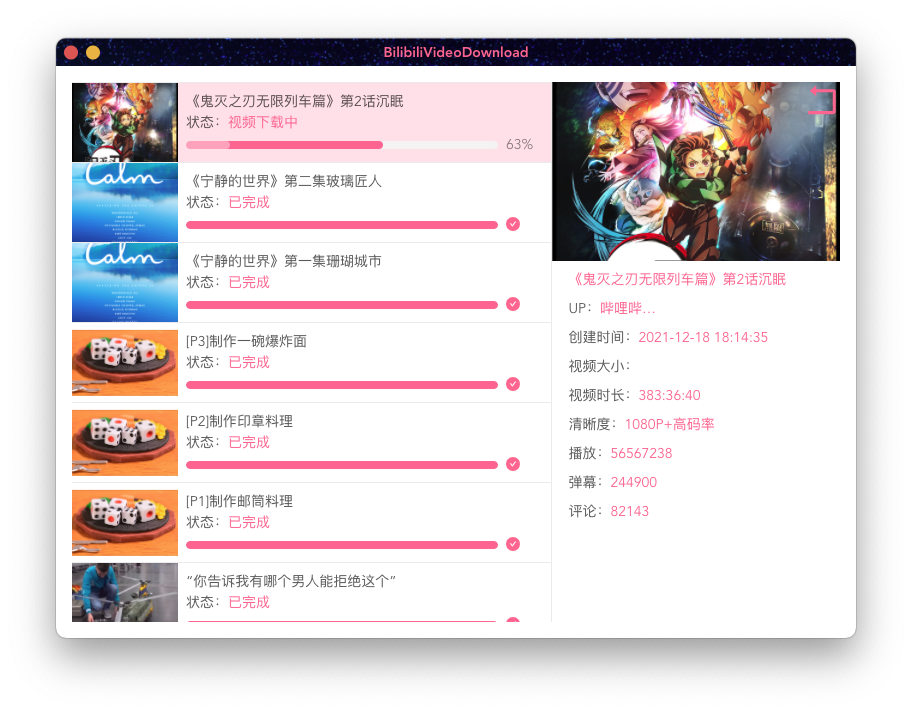 BilibiliVideoDownload
《鬼灭之刃无限列车篇》第2话沉眠
状态：视频下载中
63%
Calm
《宁静的世界》第二集玻璃匠人
状态：已完成
Calm
《宁静的世界》第一集珊瑚城市
状态：已完成
[P3]制作一碗爆炸面
状态：已完成
[P2]制作印章料理
状态：已完成
[P1]制作邮筒料理
状态：已完成
“你告诉我有哪个男人能拒绝这个”
状态：已完成
《鬼灭之刃无限列车篇》第2话沉眠
UP：哔哩哔…
创建时间：2021-12-18 18:14:35
视频大小：
视频时长：383:36:40
清晰度：1080P+高码率
播放：56567238
弹幕：244900
评论：82143